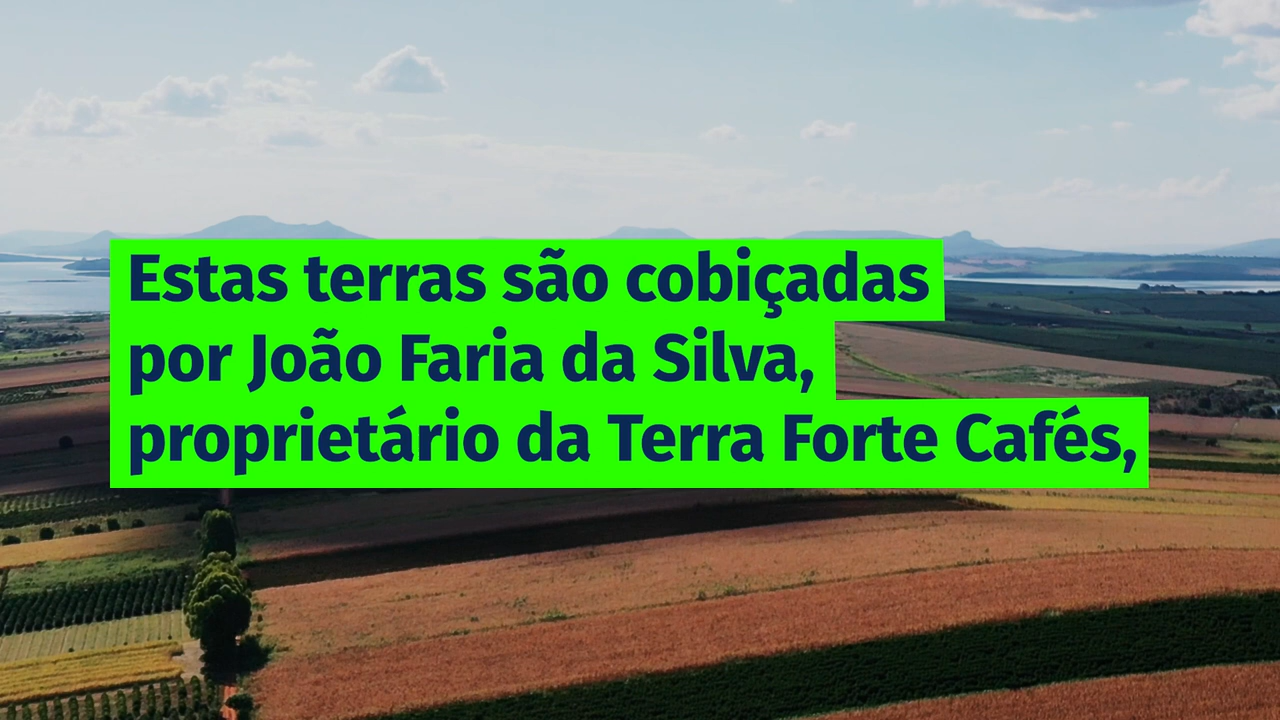 Estas terras são cobiçadas
por João Faria da Silva,
proprietário da Terra Forte Cafés,